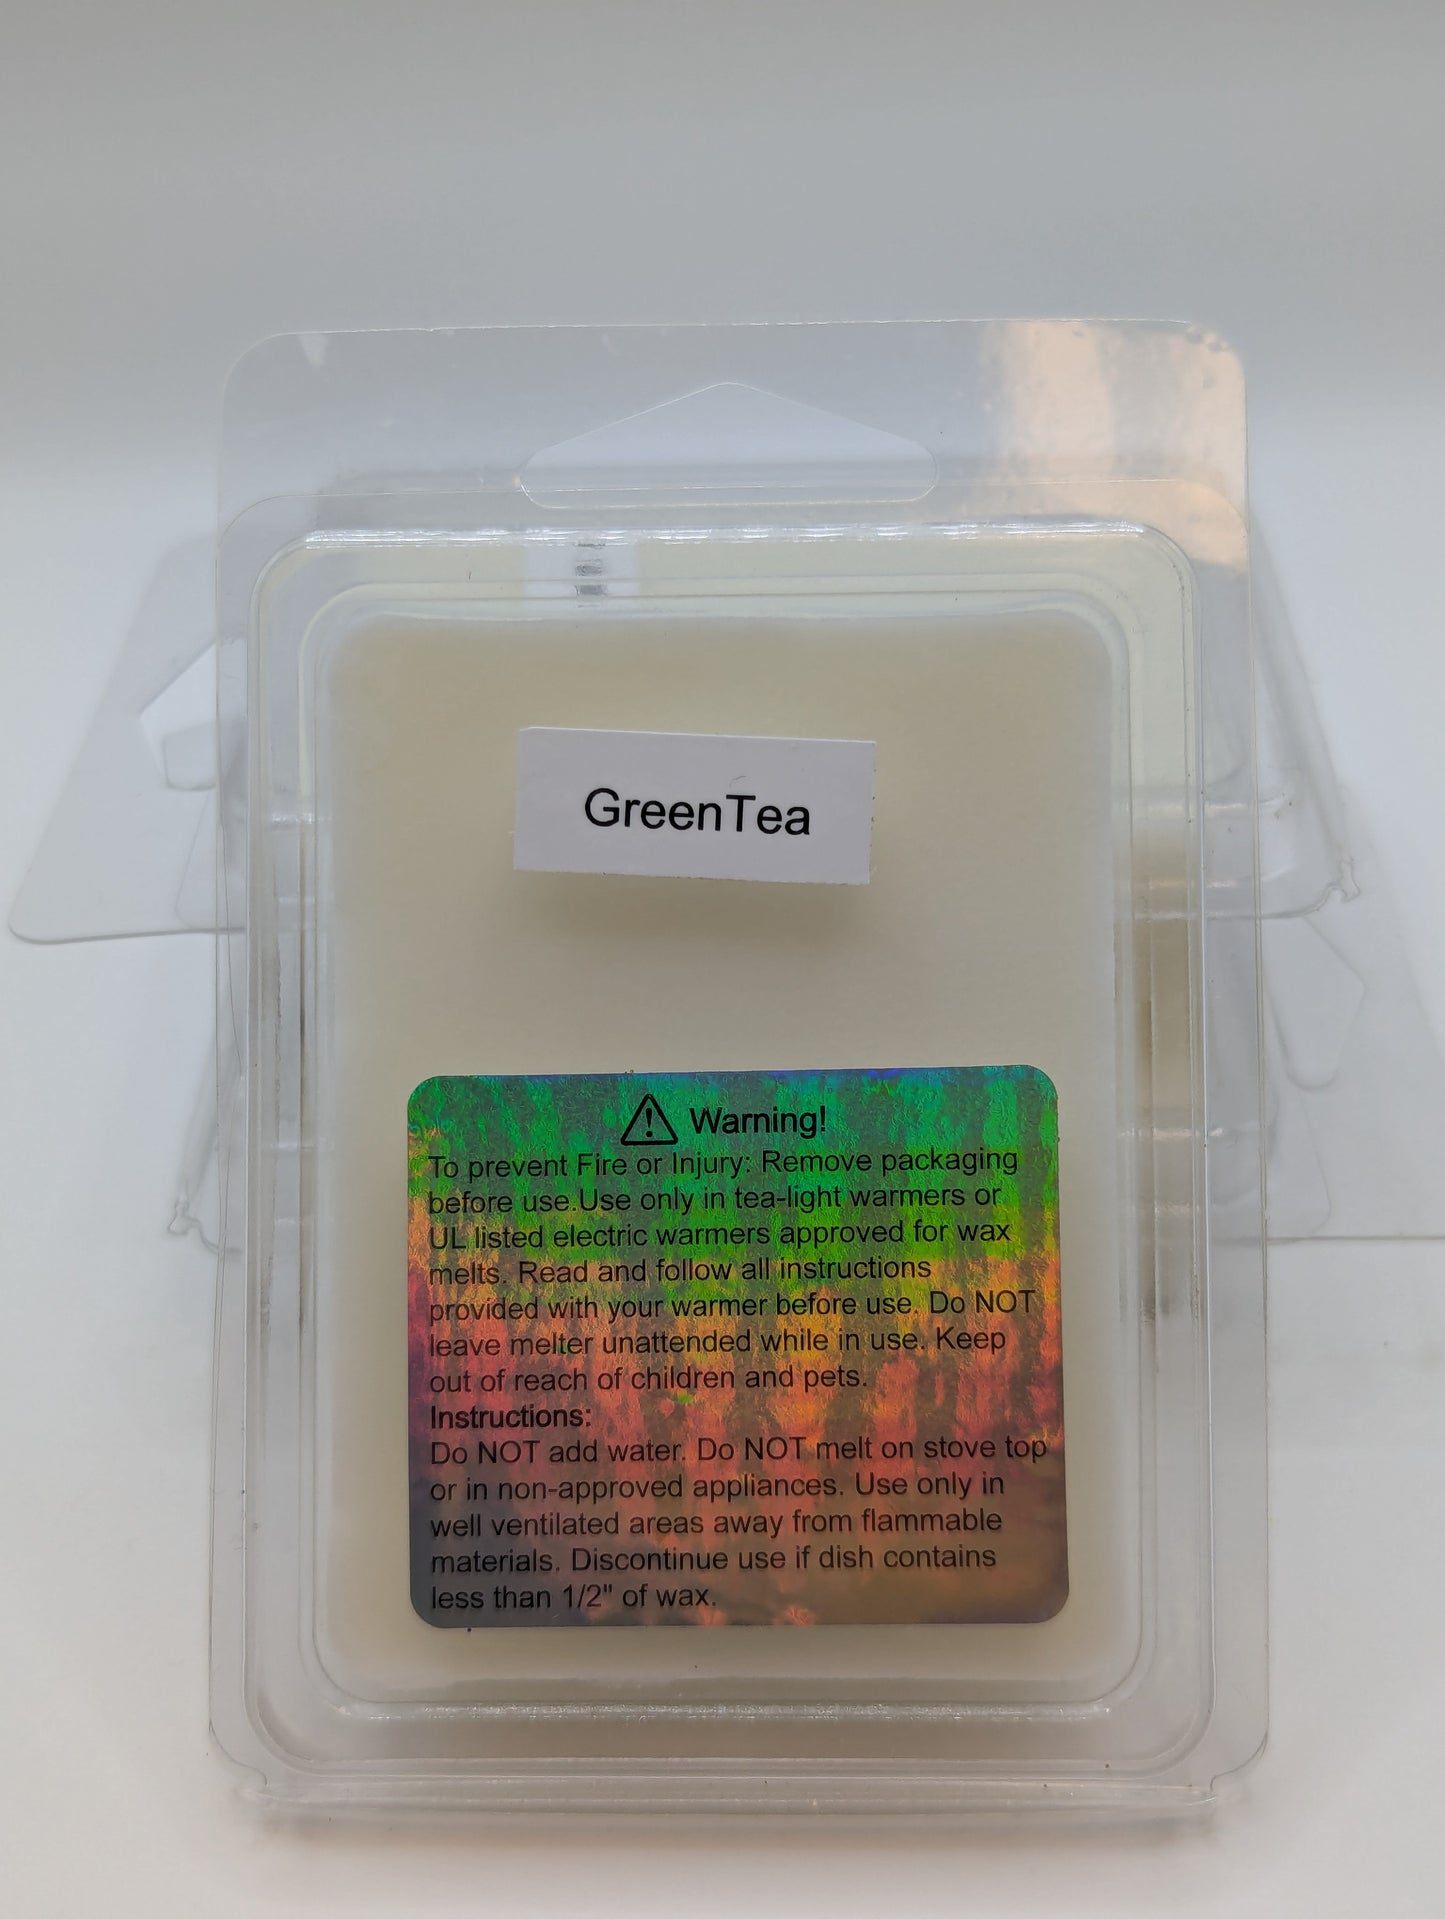 GreenTea
⚠ Warning!
To prevent Fire or Injury: Remove packaging
before use.Use only in tea-light warmers or
UL listed electric warmers approved for wax
melts. Read and follow all instructions
provided with your warmer before use. Do NOT
leave melter unattended while in use. Keep
out of reach of children and pets.
Instructions:
Do NOT add water. Do NOT melt on stove top
or in non-approved appliances. Use only in
well ventilated areas away from flammable
materials. Discontinue use if dish contains
less than 1/2" of wax.